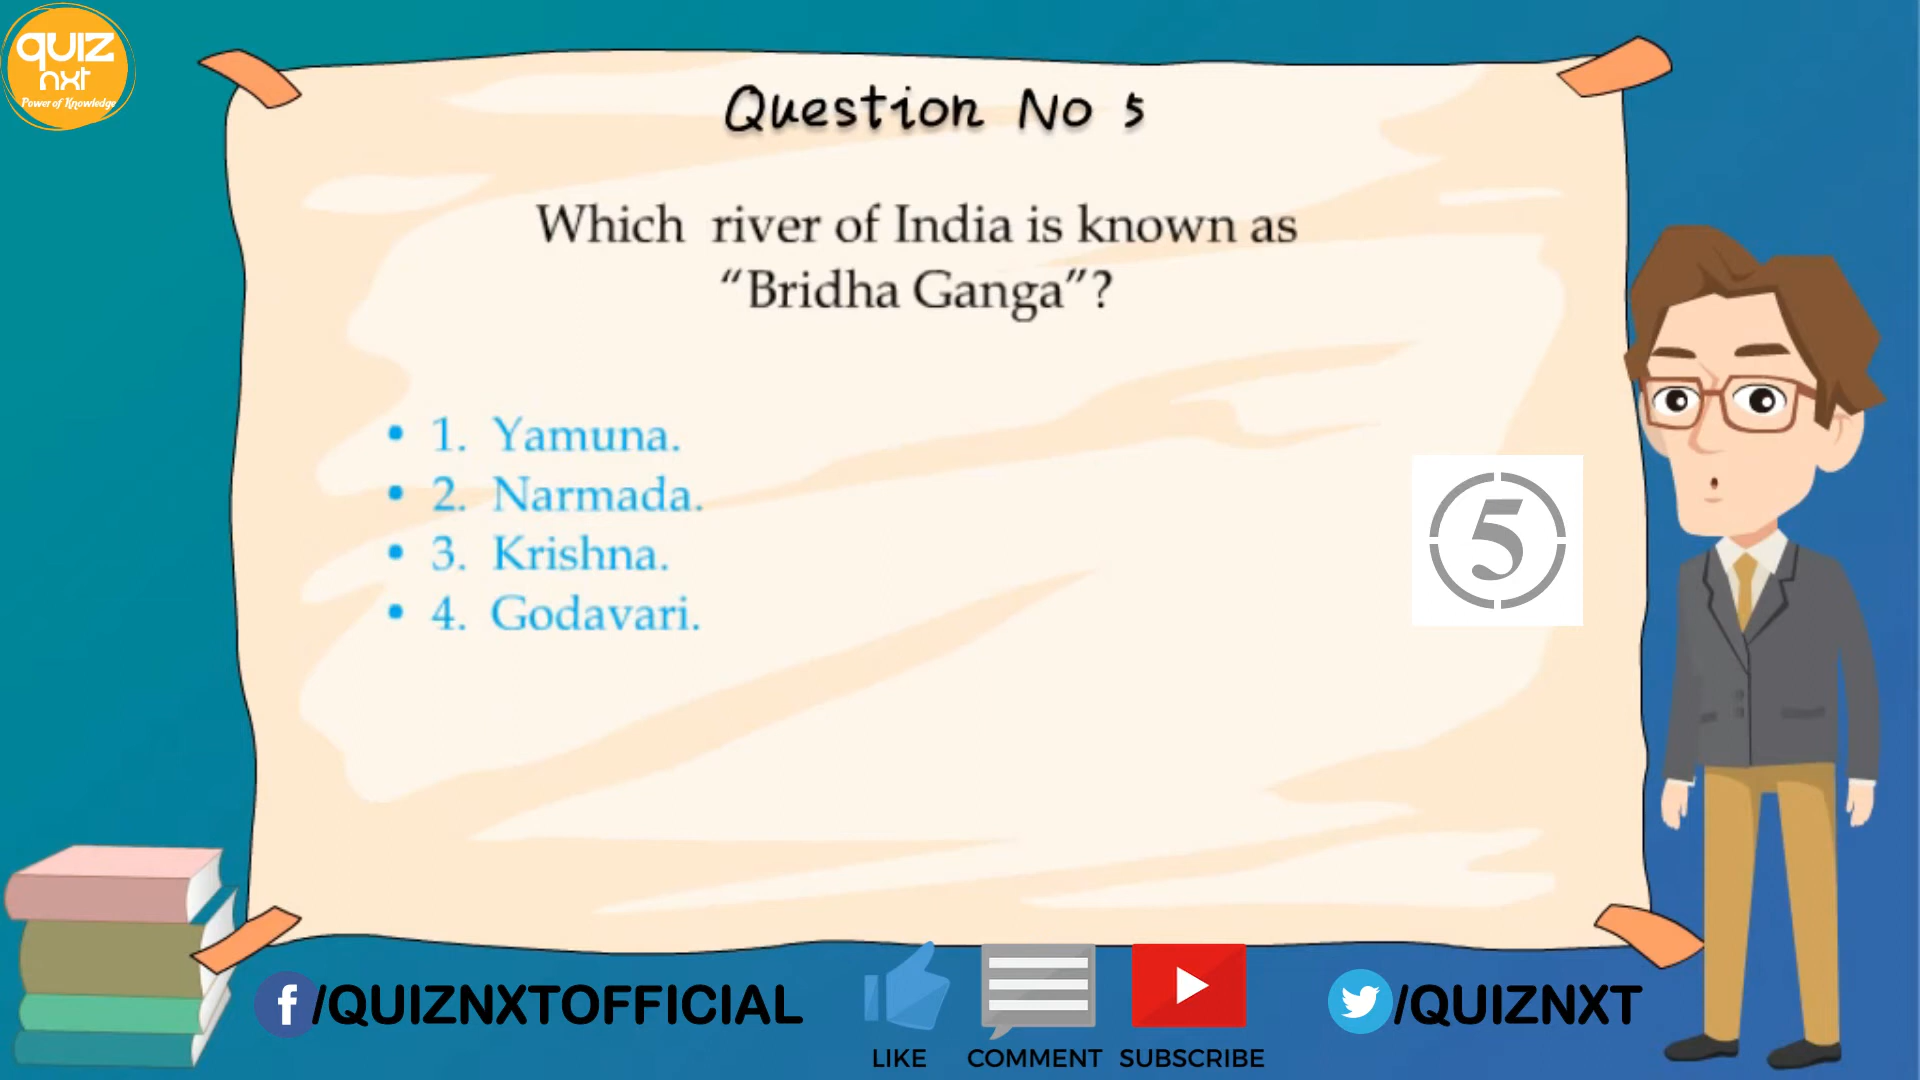 quiz
nxt
Power of Knowledge
Question No 5
Which river of India is known as
“Bridha Ganga”?
• 1. Yamuna.
• 2. Narmada.
• 3. Krishna.
• 4. Godavari.
5
f/QUIZNXTOFFICIAL
/QUIZNXT
LIKE COMMENT SUBSCRIBE